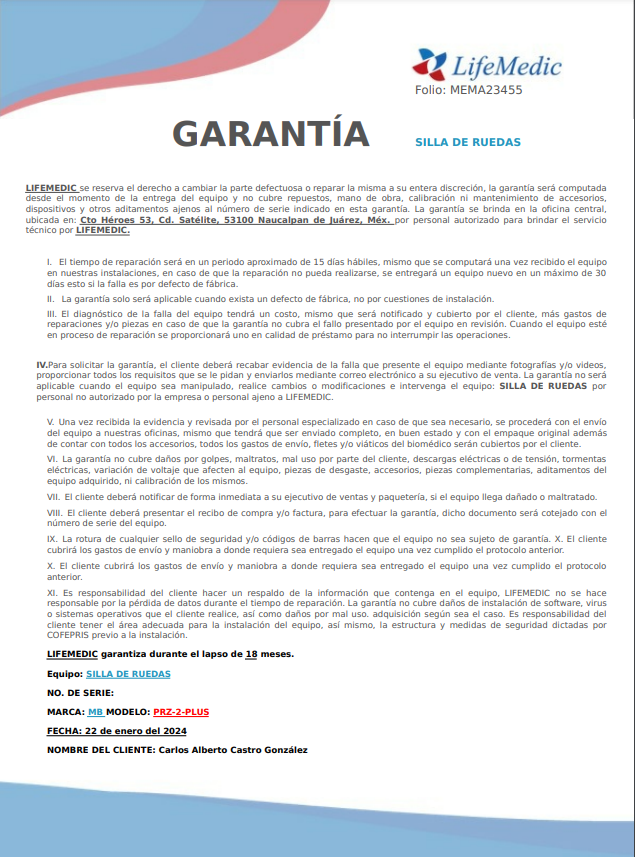 LifeMedic
Folio: MEMA23455
GARANTÍA
SILLA DE RUEDAS
LIFEMEDIC se reserva el derecho a cambiar la parte defectuosa o reparar la misma a su entera discreción, la garantía será computada
desde el momento de la entrega del equipo y no cubre repuestos, mano de obra, calibración ni mantenimiento de accesorios,
dispositivos y otros aditamentos ajenos al número de serie indicado en esta garantía. La garantía se brinda en la oficina central,
ubicada en: Cto Héroes 53, Cd. Satélite, 53100 Naucalpan de Juárez, Méx. por personal autorizado para brindar el servicio
técnico por LIFEMEDIC.
I. El tiempo de reparación será en un periodo aproximado de 15 días hábiles, mismo que se computará una vez recibido el equipo
en nuestras instalaciones, en caso de que la reparación no pueda realizarse, se entregará un equipo nuevo en un máximo de 30
días esto si la falla es por defecto de fábrica.
II. La garantía solo será aplicable cuando exista un defecto de fábrica, no por cuestiones de instalación.
III. El diagnóstico de la falla del equipo tendrá un costo, mismo que será notificado y cubierto por el cliente, más gastos de
reparaciones y/o piezas en caso de que la garantía no cubra el fallo presentado por el equipo en revisión. Cuando el equipo esté
en proceso de reparación se proporcionará uno en calidad de préstamo para no interrumpir las operaciones.
IV.Para solicitar la garantía, el cliente deberá recabar evidencia de la falla que presente el equipo mediante fotografías y/o videos,
proporcionar todos los requisitos que se le pidan y enviarlos mediante correo electrónico a su ejecutivo de venta. La garantía no será
aplicable cuando el equipo sea manipulado, realice cambios o modificaciones e intervenga el equipo: SILLA DE RUEDAS por
personal no autorizado por la empresa o personal ajeno a LIFEMEDIC.
V. Una vez recibida la evidencia y revisada por el personal especializado en caso de que sea necesario, se procederá con el envío
del equipo a nuestras oficinas, mismo que tendrá que ser enviado completo, en buen estado y con el empaque original además
de contar con todos los accesorios, todos los gastos de envío, fletes y/o viáticos del biomédico serán cubiertos por el cliente.
VI. La garantía no cubre daños por golpes, maltratos, mal uso por parte del cliente, descargas eléctricas o de tensión, tormentas
eléctricas, variación de voltaje que afecten al equipo, piezas de desgaste, accesorios, piezas complementarias, aditamentos del
equipo adquirido, ni calibración de los mismos.
VII. El cliente deberá notificar de forma inmediata a su ejecutivo de ventas y paquetería, si el equipo llega dañado o maltratado.
VIII. El cliente deberá presentar el recibo de compra y/o factura, para efectuar la garantía, dicho documento será cotejado con el
número de serie del equipo.
IX. La rotura de cualquier sello de seguridad y/o códigos de barras hacen que el equipo no sea sujeto de garantía. X. El cliente
cubrirá los gastos de envío y maniobra a donde requiera sea entregado el equipo una vez cumplido el protocolo anterior.
X. El cliente cubrirá los gastos de envío y maniobra a donde requiera sea entregado el equipo una vez cumplido el protocolo
anterior.
XI. Es responsabilidad del cliente hacer un respaldo de la información que contenga en el equipo, LIFEMEDIC no se hace
responsable por la pérdida de datos durante el tiempo de reparación. La garantía no cubre daños de instalación de software, virus
o sistemas operativos que el cliente realice, así como daños por mal uso. adquisición según sea el caso. Es responsabilidad del
cliente tener el área adecuada para la instalación del equipo, así mismo, la estructura y medidas de seguridad dictadas por
COFEPRIS previo a la instalación.
LIFEMEDIC garantiza durante el lapso de 18 meses.
Equipo: SILLA DE RUEDAS
NO. DE SERIE:
MARCA: MB MODELO: PRZ-2-PLUS
FECHA: 22 de enero del 2024
NOMBRE DEL CLIENTE: Carlos Alberto Castro González